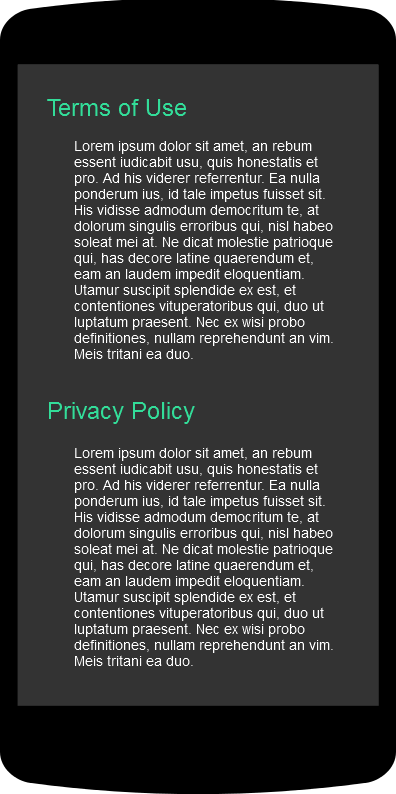 Terms of Use
Lorem ipsum dolor sit amet, an rebum
essent iudicabit usu, quis honestatis et
pro. Ad his viderer referrentur. Ea nulla
ponderum ius, id tale impetus fuisset sit.
His vidisse admodum democritum te, at
dolorum singulis erroribus qui, nisl habeo
soleat mei at. Ne dicat molestie patrioque
qui, has decore latine quaerendum et,
eam an laudem impedit eloquentiam.
Utamur suscipit splendide ex est, et
contentiones vituperatoribus qui, duo ut
luptatum praesent. Nec ex wisi probo
definitiones, nullam reprehendunt an vim.
Meis tritani ea duo.
Privacy Policy
Lorem ipsum dolor sit amet, an rebum
essent iudicabit usu, quis honestatis et
pro. Ad his viderer referrentur. Ea nulla
ponderum ius, id tale impetus fuisset sit.
His vidisse admodum democritum te, at
dolorum singulis erroribus qui, nisl habeo
soleat mei at. Ne dicat molestie patrioque
qui, has decore latine quaerendum et,
eam an laudem impedit eloquentiam.
Utamur suscipit splendide ex est, et
contentiones vituperatoribus qui, duo ut
luptatum praesent. Nec ex wisi probo
definitiones, nullam reprehendunt an vim.
Meis tritani ea duo.